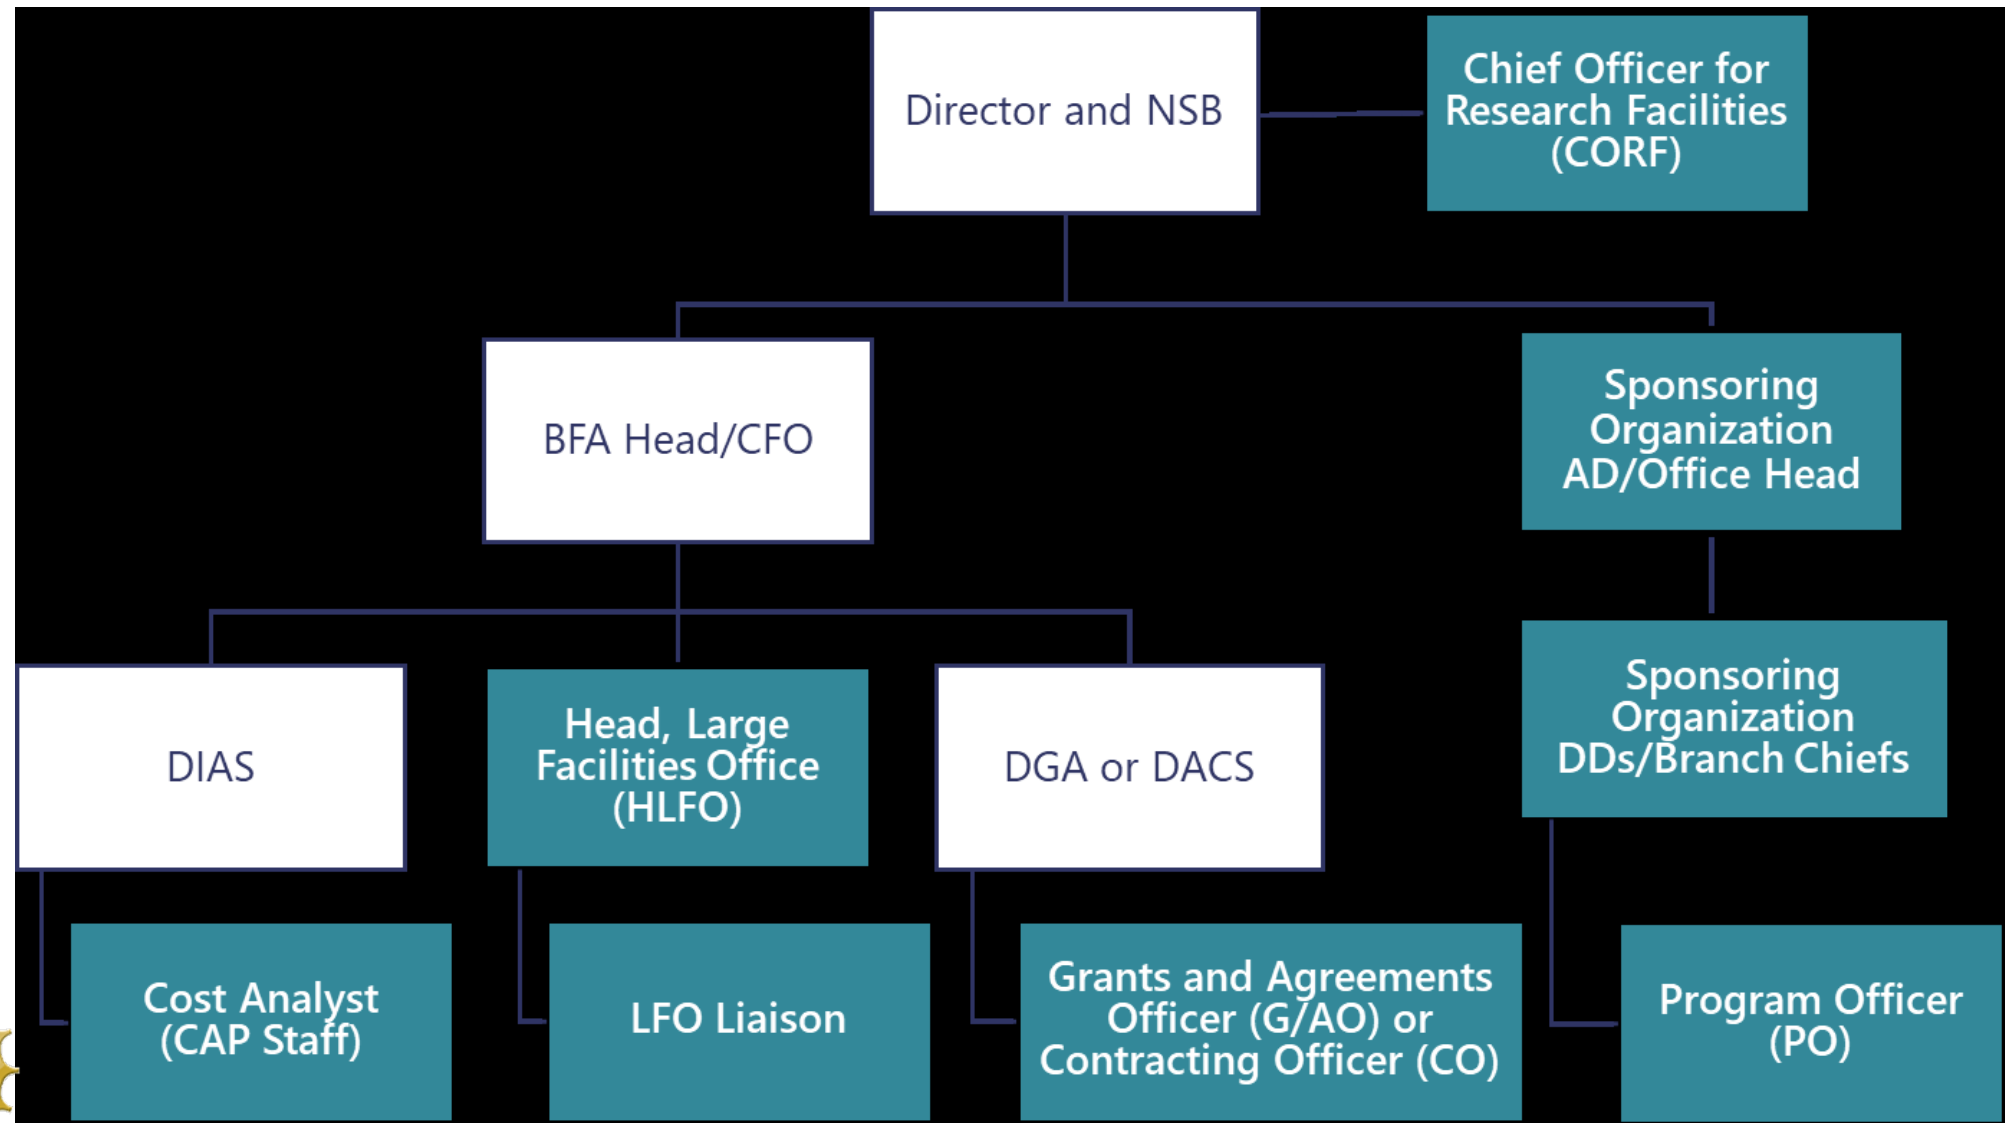 Director and NSB
Chief Officer for
Research Facilities
(CORF)
BFA Head/CFO
Sponsoring
Organization
AD/Office Head
DIAS
Head, Large
Facilities Office
(HLFO)
DGA or DACS
Sponsoring
Organization
DDs/Branch Chiefs
Cost Analyst
(CAP Staff)
LFO Liaison
Grants and Agreements
Officer (G/AO) or
Contracting Officer (CO)
Program Officer
(PO)